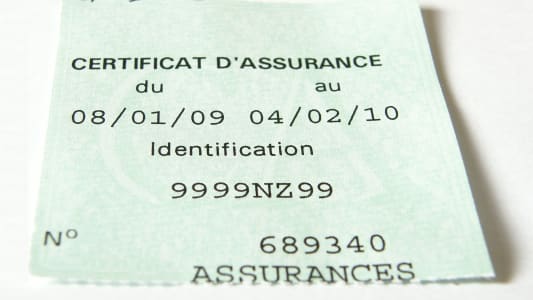 CERTIFICAT D'ASSURANCE
du au
08/01/09 04/02/10
Identification
9999NZ99
N° 689340
ASSURANCES